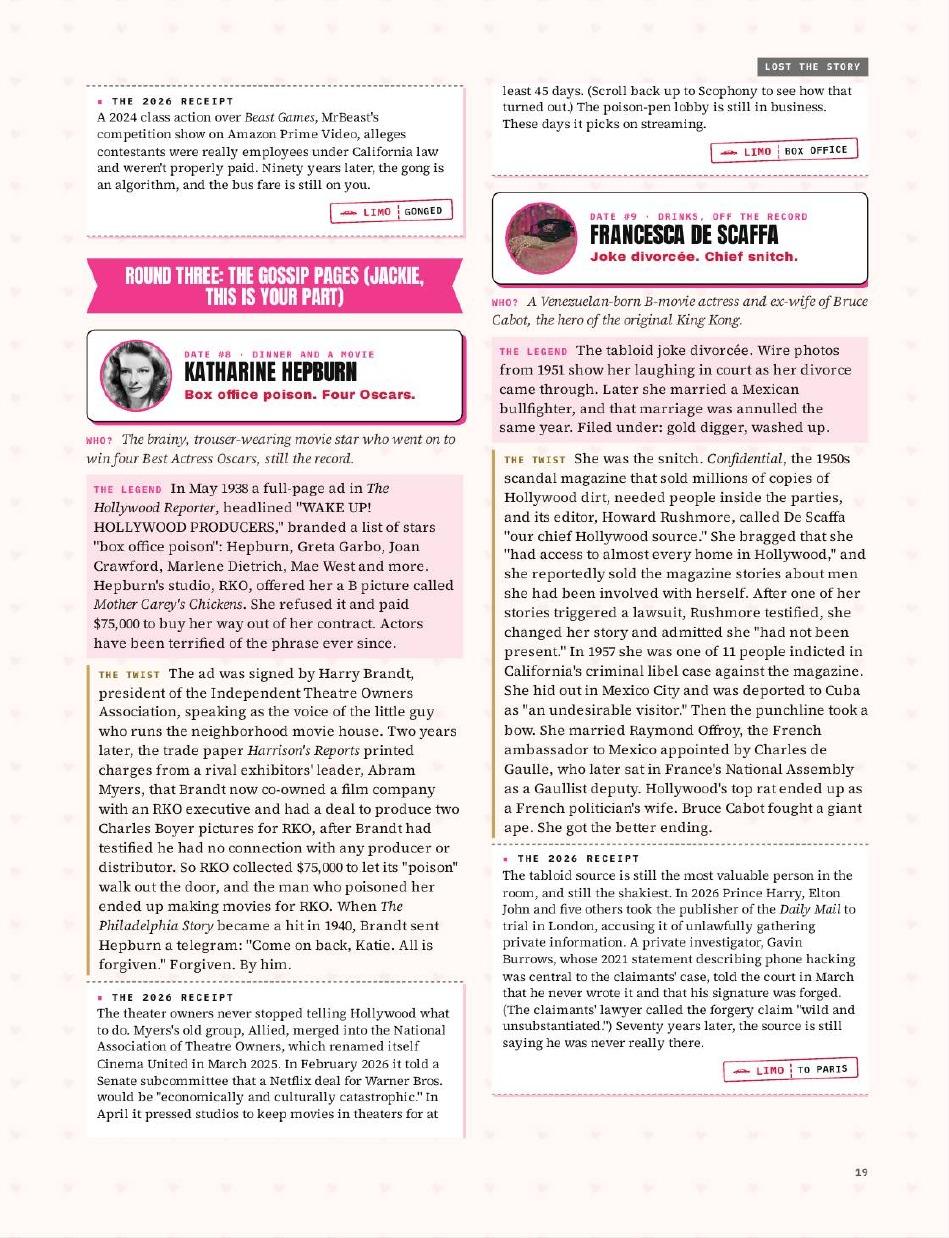 LOST THE STORY
▪ THE 2026 RECEIPT
A 2024 class action over Beast Games, MrBeast's
competition show on Amazon Prime Video, alleges
contestants were really employees under California law
and weren't properly paid. Ninety years later, the gong is
an algorithm, and the bus fare is still on you.
LIMO GONGED
ROUND THREE: THE GOSSIP PAGES (JACKIE,
THIS IS YOUR PART)
DATE #8 · DINNER AND A MOVIE
KATHARINE HEPBURN
Box office poison. Four Oscars.
WHO? The brainy, trouser-wearing movie star who went on to
win four Best Actress Oscars, still the record.
THE LEGEND In May 1938 a full-page ad in The
Hollywood Reporter, headlined "WAKE UP!
HOLLYWOOD PRODUCERS," branded a list of stars
"box office poison": Hepburn, Greta Garbo, Joan
Crawford, Marlene Dietrich, Mae West and more.
Hepburn's studio, RKO, offered her a B picture called
Mother Carey's Chickens. She refused it and paid
$75,000 to buy her way out of her contract. Actors
have been terrified of the phrase ever since.
THE TWIST The ad was signed by Harry Brandt,
president of the Independent Theatre Owners
Association, speaking as the voice of the little guy
who runs the neighborhood movie house. Two years
later, the trade paper Harrison's Reports printed
charges from a rival exhibitors' leader, Abram
Myers, that Brandt now co-owned a film company
with an RKO executive and had a deal to produce two
Charles Boyer pictures for RKO, after Brandt had
testified he had no connection with any producer or
distributor. So RKO collected $75,000 to let its "poison"
walk out the door, and the man who poisoned her
ended up making movies for RKO. When The
Philadelphia Story became a hit in 1940, Brandt sent
Hepburn a telegram: "Come on back, Katie. All is
forgiven." Forgiven. By him.
▪ THE 2026 RECEIPT
The theater owners never stopped telling Hollywood what
to do. Myers's old group, Allied, merged into the National
Association of Theatre Owners, which renamed itself
Cinema United in March 2025. In February 2026 it told a
Senate subcommittee that a Netflix deal for Warner Bros.
would be "economically and culturally catastrophic." In
April it pressed studios to keep movies in theaters for at
least 45 days. (Scroll back up to Scophony to see how that
turned out.) The poison-pen lobby is still in business.
These days it picks on streaming.
LIMO BOX OFFICE
DATE #9 · DRINKS, OFF THE RECORD
FRANCESCA DE SCAFFA
Joke divorcée. Chief snitch.
WHO? A Venezuelan-born B-movie actress and ex-wife of Bruce
Cabot, the hero of the original King Kong.
THE LEGEND The tabloid joke divorcée. Wire photos
from 1951 show her laughing in court as her divorce
came through. Later she married a Mexican
bullfighter, and that marriage was annulled the
same year. Filed under: gold digger, washed up.
THE TWIST She was the snitch. Confidential, the 1950s
scandal magazine that sold millions of copies of
Hollywood dirt, needed people inside the parties,
and its editor, Howard Rushmore, called De Scaffa
"our chief Hollywood source." She bragged that she
"had access to almost every home in Hollywood," and
she reportedly sold the magazine stories about men
she had been involved with herself. After one of her
stories triggered a lawsuit, Rushmore testified, she
changed her story and admitted she "had not been
present." In 1957 she was one of 11 people indicted in
California's criminal libel case against the magazine.
She hid out in Mexico City and was deported to Cuba
as "an undesirable visitor." Then the punchline took a
bow. She married Raymond Offroy, the French
ambassador to Mexico appointed by Charles de
Gaulle, who later sat in France's National Assembly
as a Gaullist deputy. Hollywood's top rat ended up as
a French politician's wife. Bruce Cabot fought a giant
ape. She got the better ending.
▪ THE 2026 RECEIPT
The tabloid source is still the most valuable person in the
room, and still the shakiest. In 2026 Prince Harry, Elton
John and five others took the publisher of the Daily Mail to
trial in London, accusing it of unlawfully gathering
private information. A private investigator, Gavin
Burrows, whose 2021 statement describing phone hacking
was central to the claimants' case, told the court in March
that he never wrote it and that his signature was forged.
(The claimants' lawyer called the forgery claim "wild and
unsubstantiated.") Seventy years later, the source is still
saying he was never really there.
LIMO TO PARIS
19